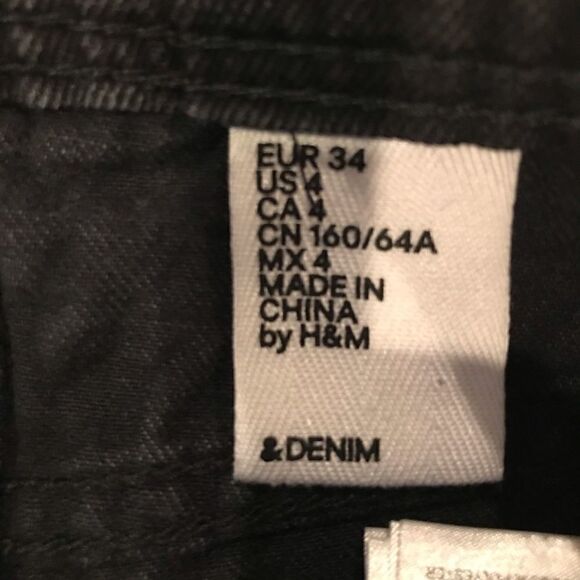 EUR 34
US 4
CA 4
CN 160/64A
MX 4
MADE IN
CHINA
by H&M
&DENIM